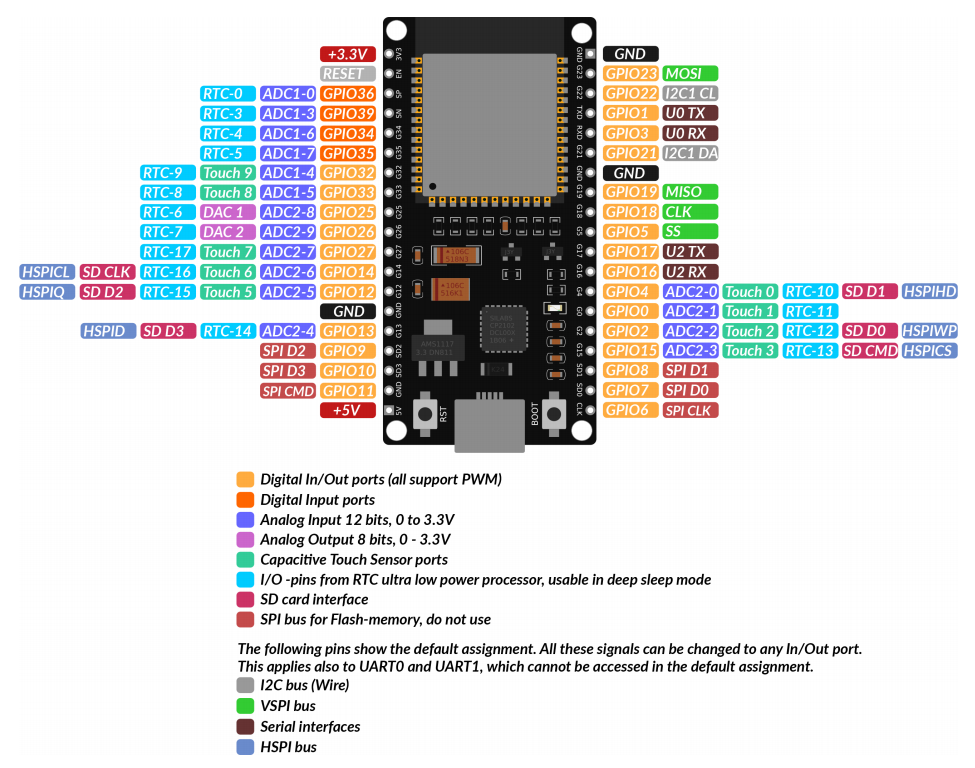 +3.3V 3V3 GND GND
RESET EN G23 GPIO23 MOSI
RTC-0 ADC1-0 GPIO36 SP G22 GPIO22 I2C1 CL
RTC-3 ADC1-3 GPIO39 SN TXD GPIO1 U0 TX
RTC-4 ADC1-6 GPIO34 G34 RXD GPIO3 U0 RX
RTC-5 ADC1-7 GPIO35 G35 G21 GPIO21 I2C1 DA
RTC-9 Touch 9 ADC1-4 GPIO32 G32 GND GND
RTC-8 Touch 8 ADC1-5 GPIO33 G33 G19 GPIO19 MISO
RTC-6 DAC 1 ADC2-8 GPIO25 G25 G18 GPIO18 CLK
RTC-7 DAC 2 ADC2-9 GPIO26 G26 G5 GPIO5 SS
RTC-17 Touch 7 ADC2-7 GPIO27 G27 G17 GPIO17 U2 TX
HSPICL SD CLK RTC-16 Touch 6 ADC2-6 GPIO14 G14 G16 GPIO16 U2 RX
HSPIQ SD D2 RTC-15 Touch 5 ADC2-5 GPIO12 G12 G4 GPIO4 ADC2-0 Touch 0 RTC-10 SD D1 HSPIHD
GND GND G0 GPIO0 ADC2-1 Touch 1 RTC-11
HSPID SD D3 RTC-14 ADC2-4 GPIO13 G13 G2 GPIO2 ADC2-2 Touch 2 RTC-12 SD D0 HSPIWP
SPI D2 GPIO9 SD2 G15 GPIO15 ADC2-3 Touch 3 RTC-13 SD CMD HSPICS
SPI D3 GPIO10 SD3 SD1 GPIO8 SPI D1
SPI CMD GPIO11 GND SD0 GPIO7 SPI D0
+5V 5V RST BOOT CLK GPIO6 SPI CLK
AMS1117
3.3 DN811
Digital In/Out ports (all support PWM)
Digital Input ports
Analog Input 12 bits, 0 to 3.3V
Analog Output 8 bits, 0 - 3.3V
Capacitive Touch Sensor ports
I/O -pins from RTC ultra low power processor, usable in deep sleep mode
SD card interface
SPI bus for Flash-memory, do not use
The following pins show the default assignment. All these signals can be changed to any In/Out port.
This applies also to UART0 and UART1, which cannot be accessed in the default assignment.
I2C bus (Wire)
VSPI bus
Serial interfaces
HSPI bus